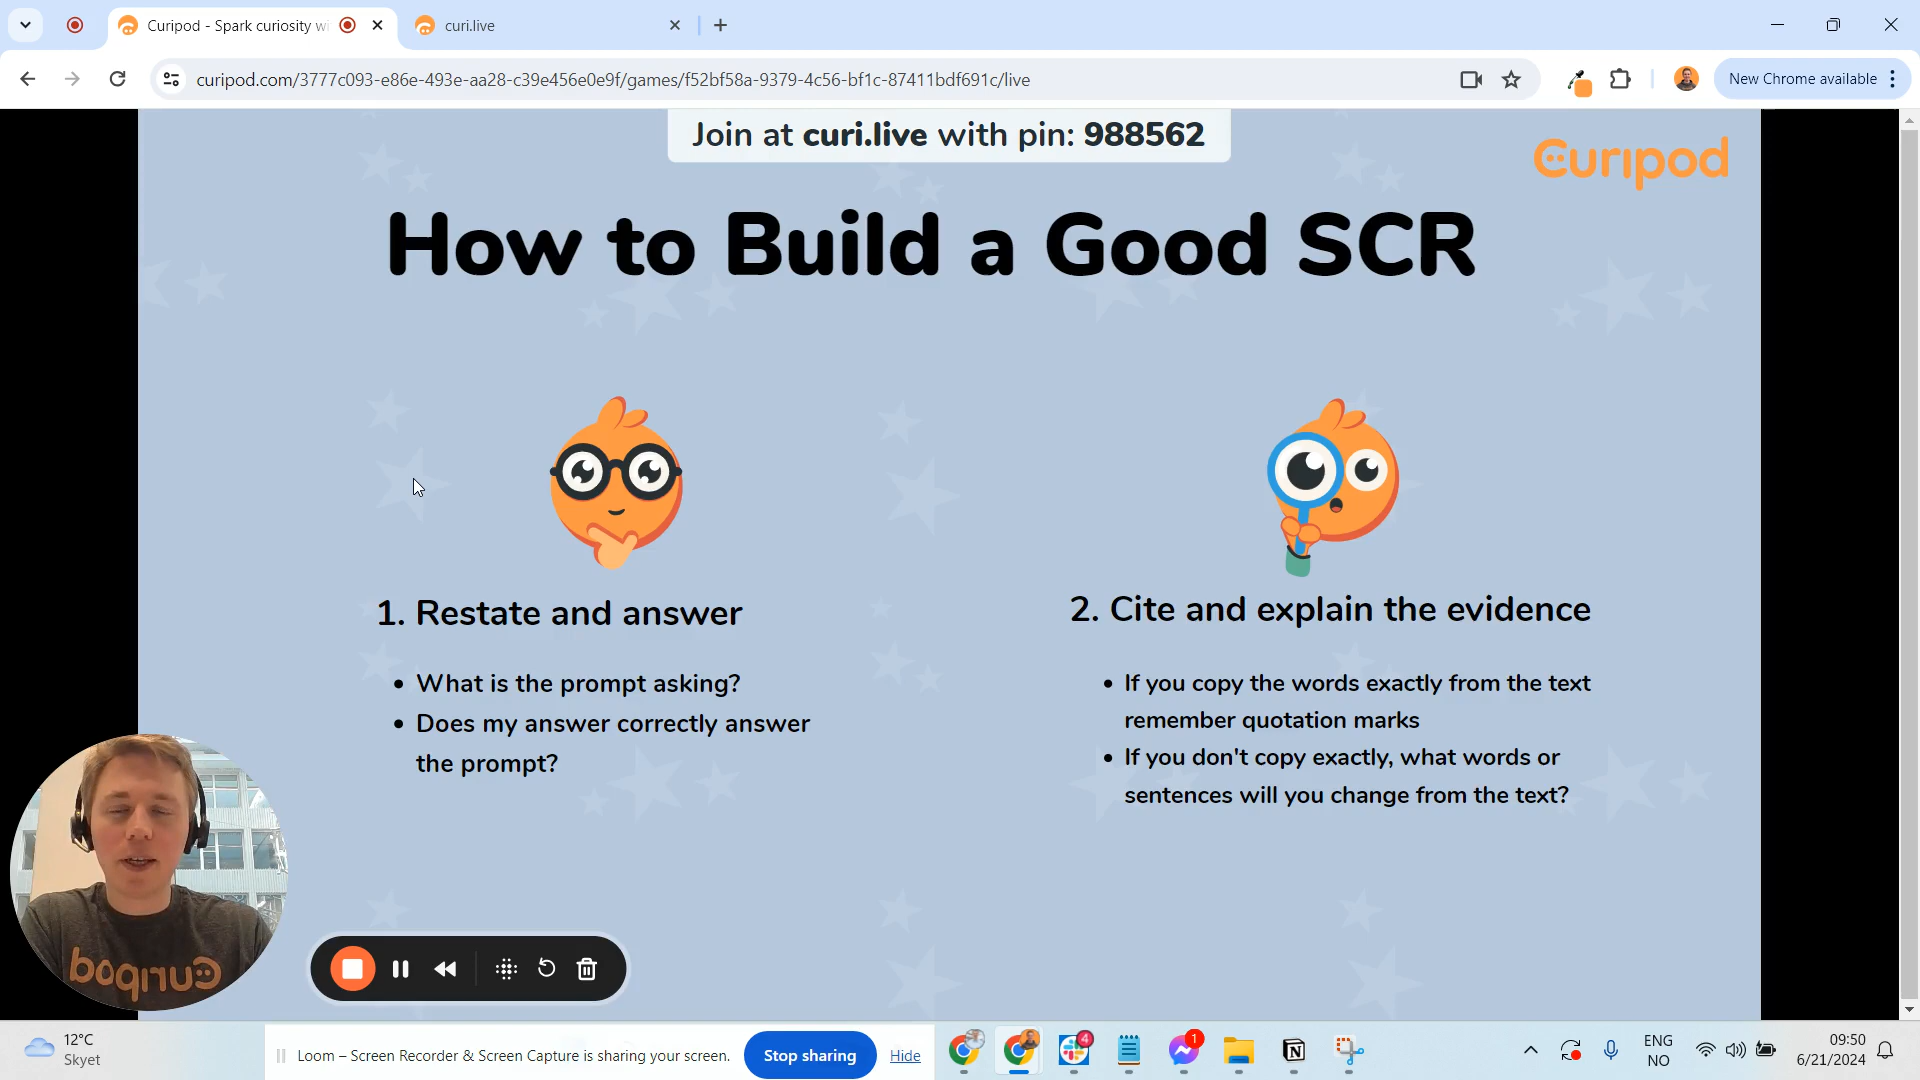 Curipod - Spark curiosity wi
curi.live
curipod.com/3777c093-e86e-493e-aa28-c39e456e0e9f/games/f52bf58a-9379-4c56-bf1c-87411bdf691c/live
New Chrome available
Join at curi.live with pin: 988562
Curipod
How to Build a Good SCR
1. Restate and answer
• What is the prompt asking?
• Does my answer correctly answer
the prompt?
2. Cite and explain the evidence
• If you copy the words exactly from the text
remember quotation marks
• If you don't copy exactly, what words or
sentences will you change from the text?
Curipod
12°C
Skyet
Loom – Screen Recorder & Screen Capture is sharing your screen.
Stop sharing
Hide
4
1
ENG
NO
09:50
6/21/2024